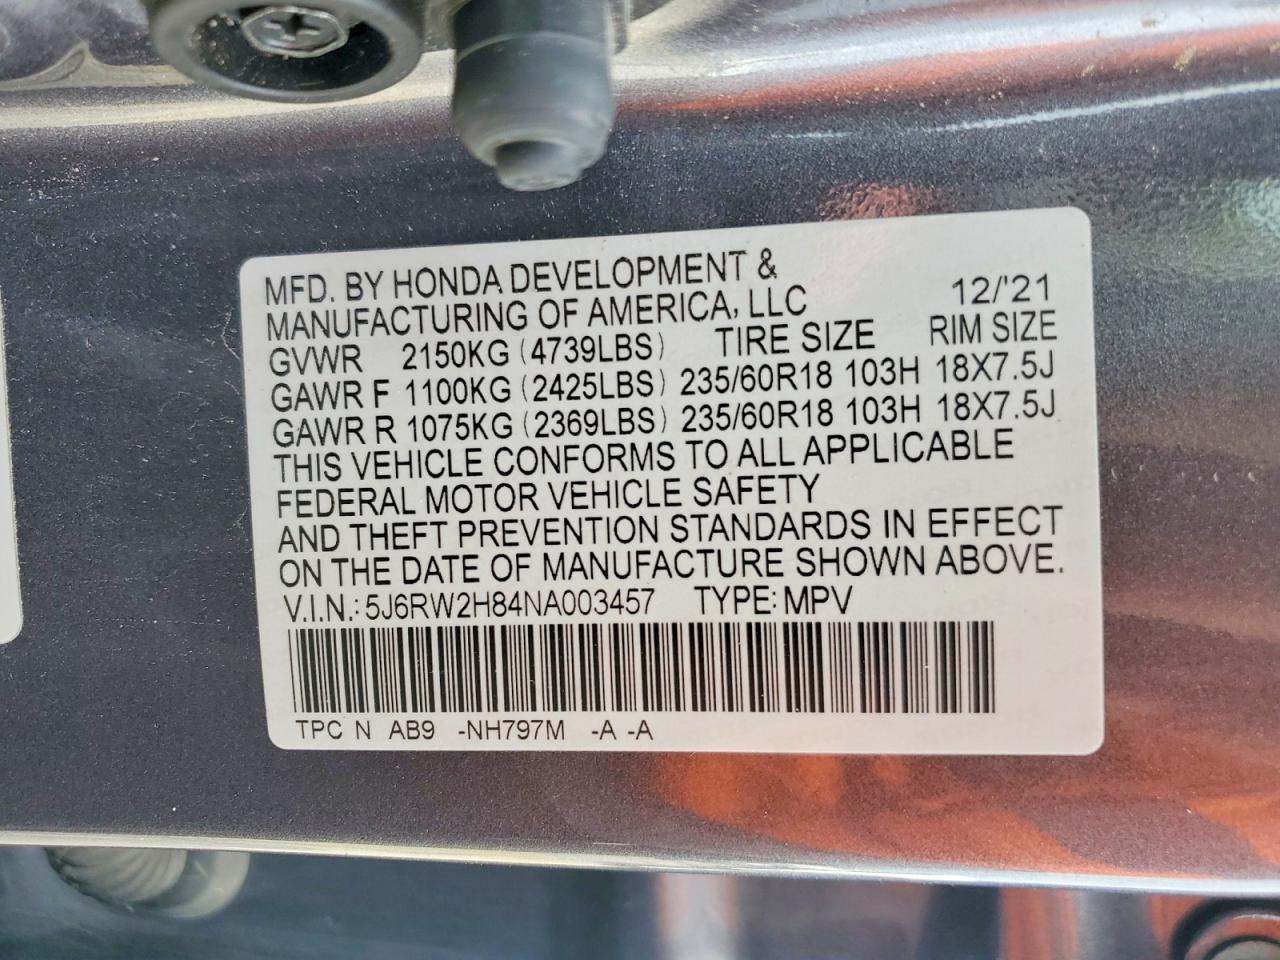 MFD. BY HONDA DEVELOPMENT &
MANUFACTURING OF AMERICA, LLC 12/'21
GVWR 2150KG (4739LBS) TIRE SIZE RIM SIZE
GAWR F 1100KG (2425LBS) 235/60R18 103H 18X7.5J
GAWR R 1075KG (2369LBS) 235/60R18 103H 18X7.5J
THIS VEHICLE CONFORMS TO ALL APPLICABLE
FEDERAL MOTOR VEHICLE SAFETY
AND THEFT PREVENTION STANDARDS IN EFFECT
ON THE DATE OF MANUFACTURE SHOWN ABOVE.
V.I.N.: 5J6RW2H84NA003457 TYPE: MPV
TPC N AB9 -NH797M -A -A